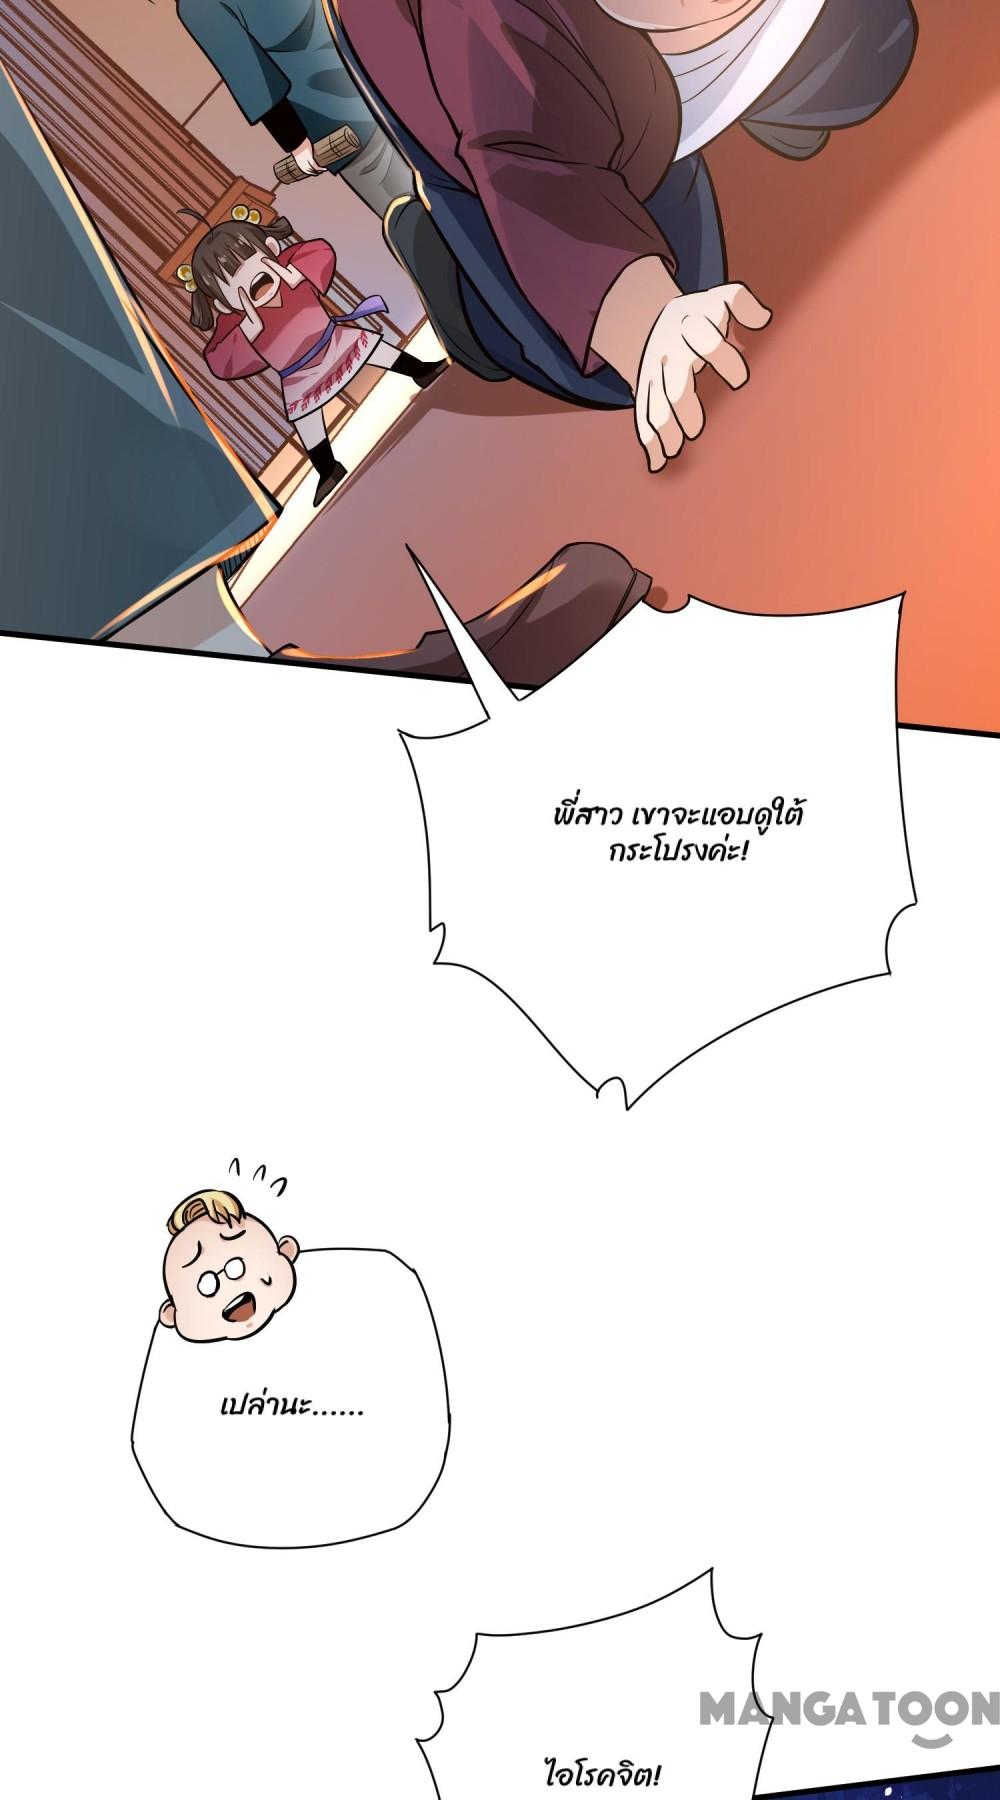 พี่สาว เขาจะแอบดูใต้
กระโปรงค่ะ!
เปล่านะ......
MANGATOON
ไอโรคจิต!